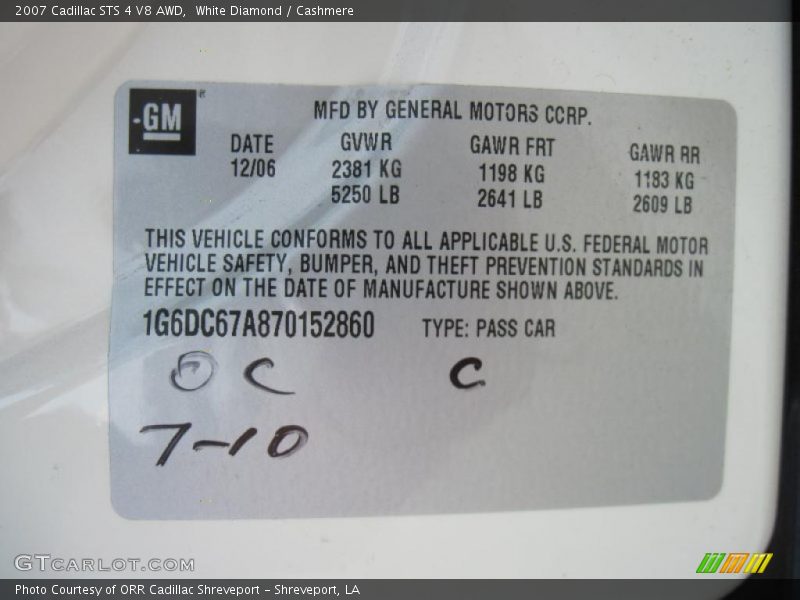 2007 Cadillac STS 4 V8 AWD,  White Diamond / Cashmere
GM®
MFD BY GENERAL MOTORS CCRP.
DATE GVWR GAWR FRT GAWR RR
12/06 2381 KG 1198 KG 1183 KG
5250 LB 2641 LB 2609 LB
THIS VEHICLE CONFORMS TO ALL APPLICABLE U.S. FEDERAL MOTOR
VEHICLE SAFETY, BUMPER, AND THEFT PREVENTION STANDARDS IN
EFFECT ON THE DATE OF MANUFACTURE SHOWN ABOVE.
1G6DC67A870152860 TYPE: PASS CAR
OC C
7-10
GTCARLOT.COM
Photo Courtesy of ORR Cadillac Shreveport - Shreveport, LA